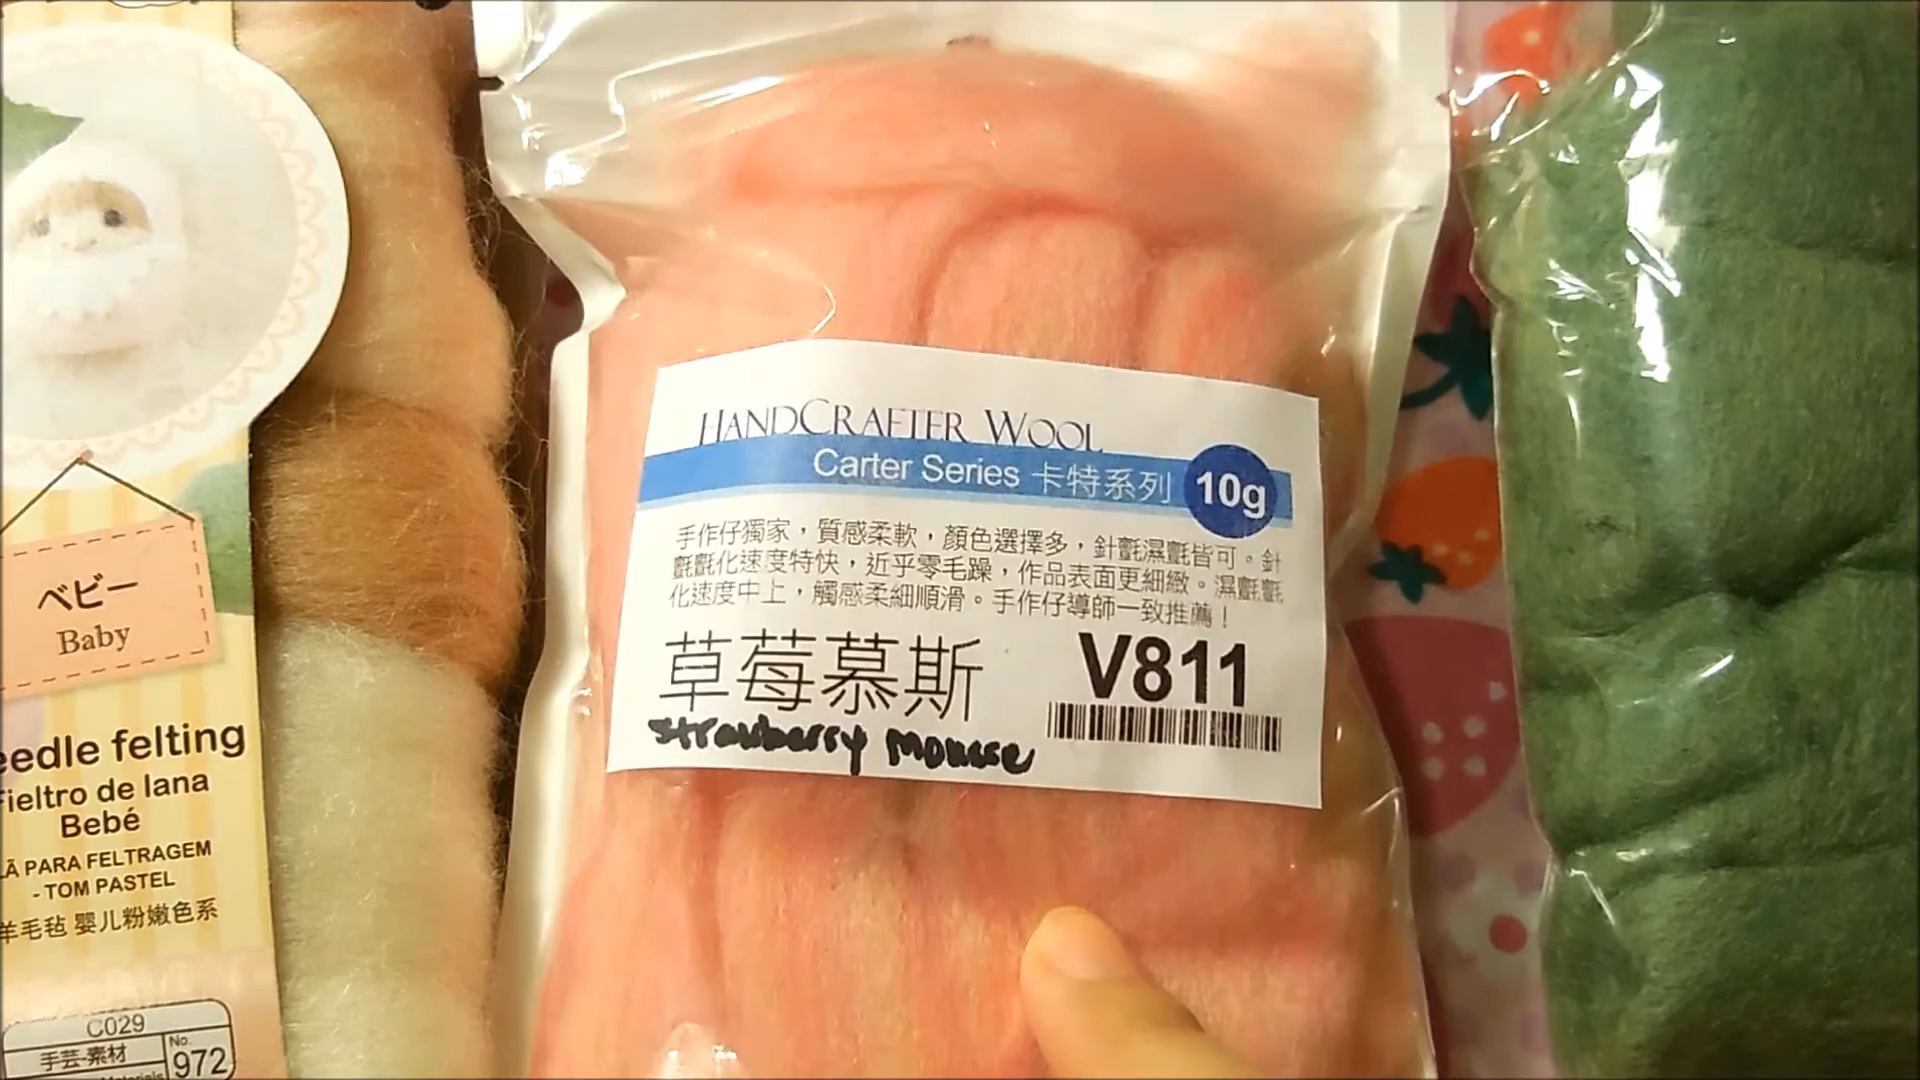 ベビー
Baby
eedle felting
Fieltro de lana
Bebé
LÃ PARA FELTRAGEM
- TOM PASTEL
羊毛毡 婴儿粉嫩色系
C029
手芸-素材
No.
972
HANDCRAFTER WOOL
Carter Series 卡特系列
10g
手作仔獨家，質感柔軟，顏色選擇多，針氈濕氈皆可。針
氈氈化速度特快，近乎零毛躁，作品表面更細緻。濕氈氈
化速度中上，觸感柔細順滑。手作仔導師一致推薦！
草莓慕斯
V811
strawberry mousse